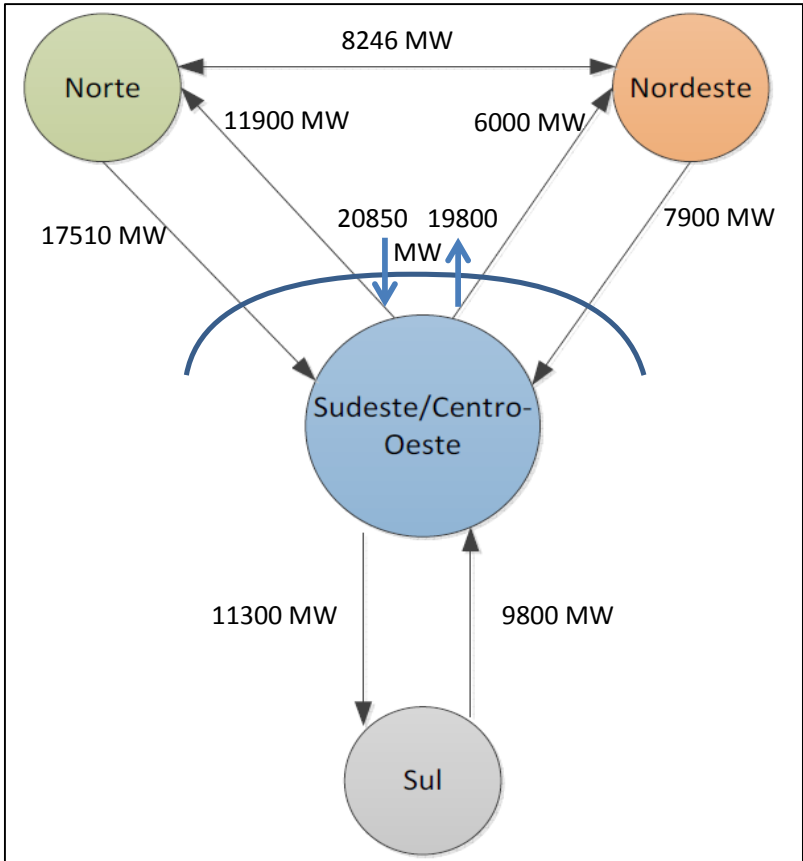 8246 MW
Norte
Nordeste
11900 MW
6000 MW
17510 MW
20850 19800
MW
7900 MW
Sudeste/Centro-
Oeste
11300 MW
9800 MW
Sul